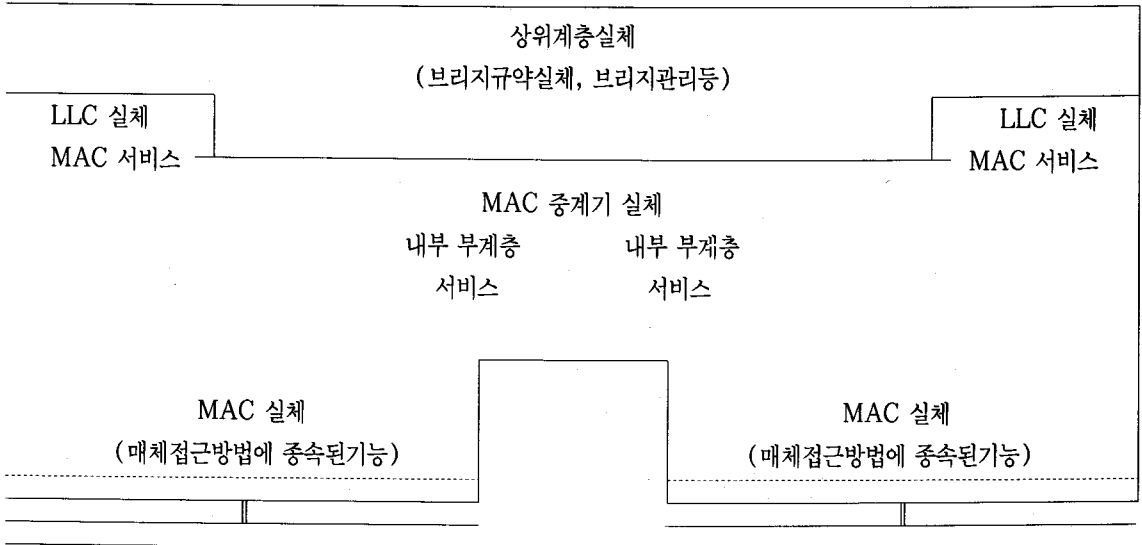 상위계층실체
(브리지규약실체, 브리지관리등)
LLC 실체
LLC 실체
MAC 서비스
MAC 서비스
MAC 중계기 실체
내부 부계층
내부 부계층
서비스
서비스
MAC 실체
MAC 실체
(매체접근방법에 종속된기능)
(매체접근방법에 종속된기능)